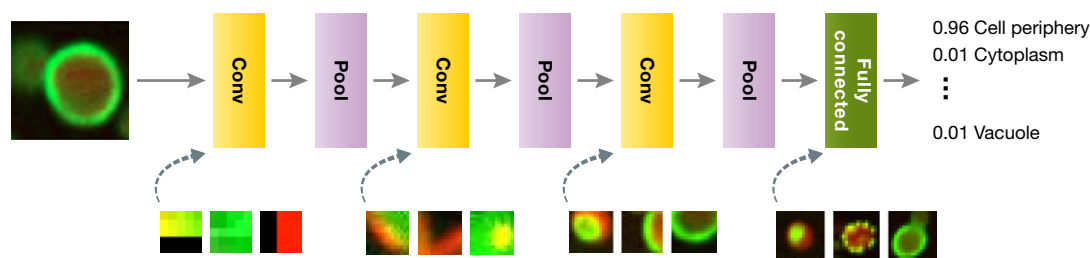 Conv
Pool
Conv
Pool
Conv
Pool
Fully
connected
0.96 Cell periphery
0.01 Cytoplasm
⋮
0.01 Vacuole